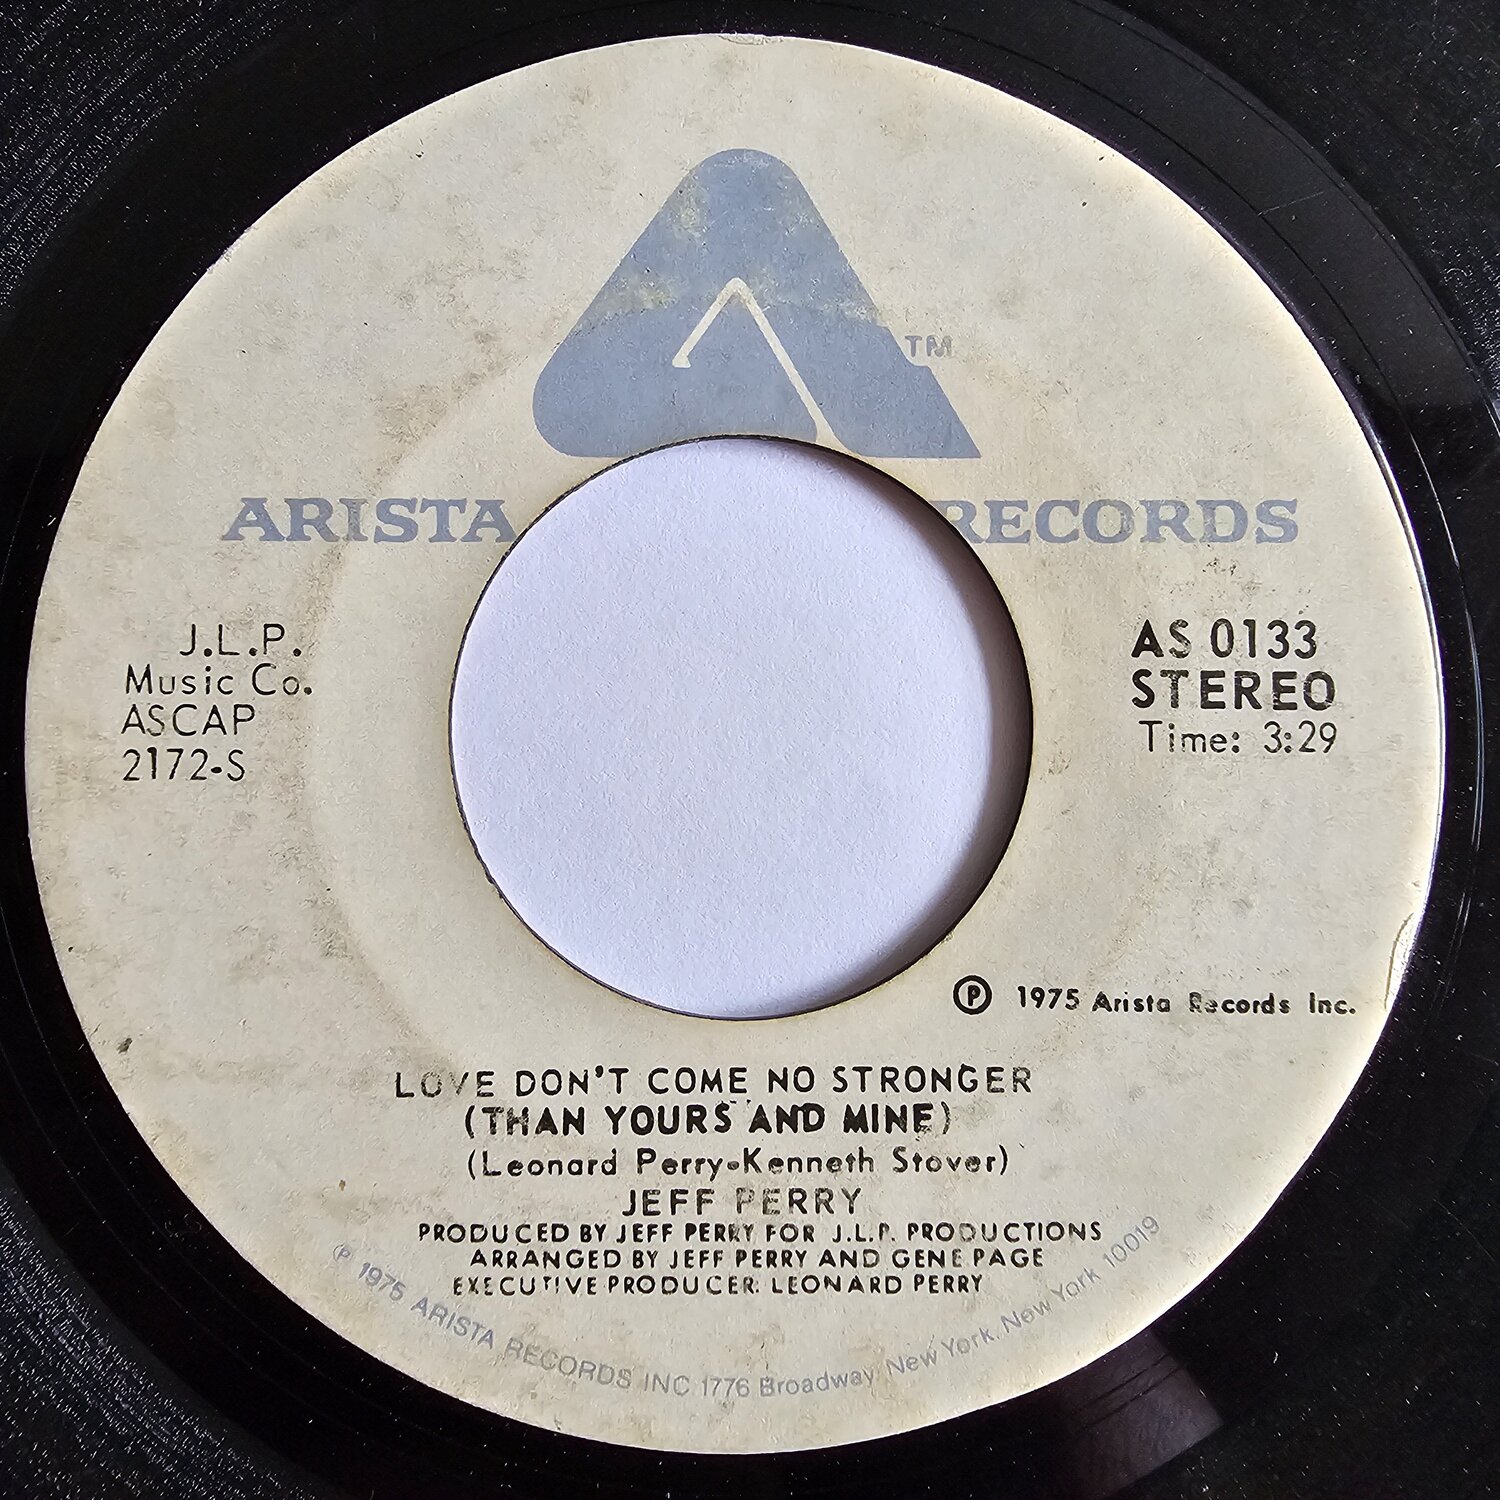 TM
ARISTA RECORDS
J.L.P.
Music Co.
ASCAP
2172-S
AS 0133
STEREO
Time: 3:29
Ⓟ 1975 Arista Records Inc.
LOVE DON'T COME NO STRONGER
(THAN YOURS AND MINE)
(Leonard Perry-Kenneth Stover)
JEFF PERRY
PRODUCED BY JEFF PERRY FOR J.L.P. PRODUCTIONS
ARRANGED BY JEFF PERRY AND GENE PAGE
EXECUTIVE PRODUCER: LEONARD PERRY
Ⓟ 1975 ARISTA RECORDS INC 1776 Broadway, New York, New York 10019